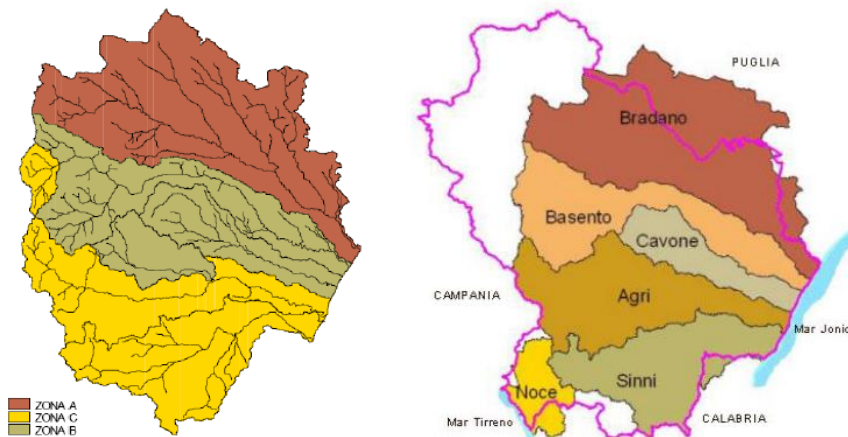 ZONA A
ZONA C
ZONA B
PUGLIA
Bradano
Basento
Cavone
CAMPANIA
Agri
Mar Jonio
Noce
Sinni
Mar Tirreno
CALABRIA